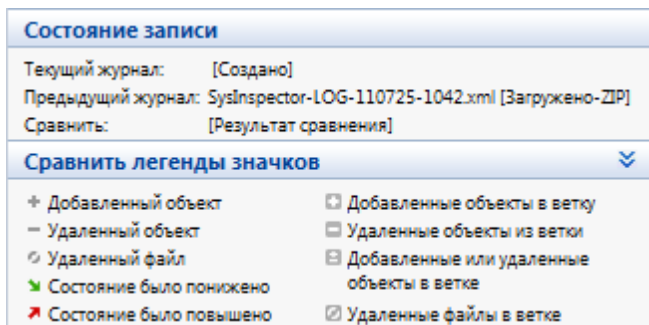 Состояние записи
Текущий журнал: [Создано]
Предыдущий журнал: SysInspector-LOG-110725-1042.xml [Загружено-ZIP]
Сравнить: [Результат сравнения]
Сравнить легенды значков
Добавленный объект
Удаленный объект
Удаленный файл
Состояние было понижено
Состояние было повышено
Добавленные объекты в ветку
Удаленные объекты из ветки
Добавленные или удаленные
объекты в ветке
Удаленные файлы в ветке